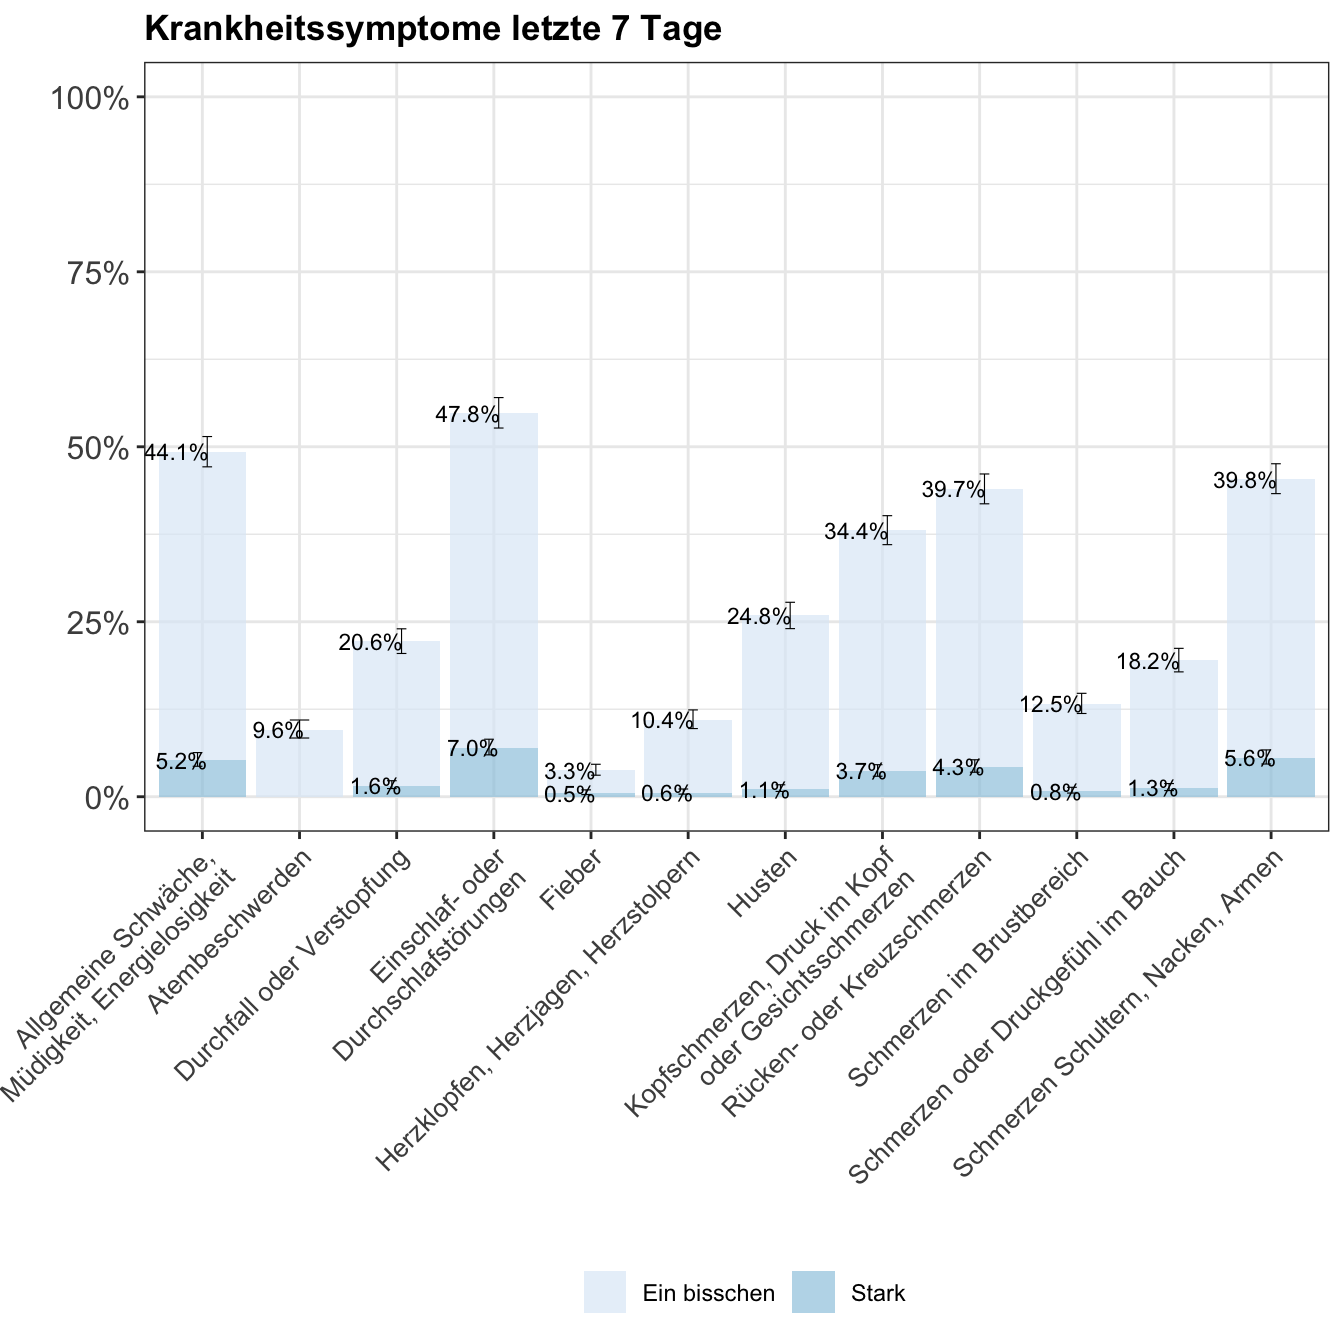 Krankheitssymptome letzte 7 Tage
100%
75%
50%
25%
0%
44.1%
5.2%
9.6%
20.6%
1.6%
47.8%
7.0%
3.3%
0.5%
10.4%
0.6%
24.8%
1.1%
34.4%
3.7%
39.7%
4.3%
12.5%
0.8%
18.2%
1.3%
39.8%
5.6%
Allgemeine Schwäche,
Müdigkeit, Energielosigkeit
Atembeschwerden
Durchfall oder Verstopfung
Einschlaf- oder
Durchschlafstörungen
Fieber
Herzklopfen, Herzjagen, Herzstolpern
Husten
Kopfschmerzen, Druck im Kopf
oder Gesichtsschmerzen
Rücken- oder Kreuzschmerzen
Schmerzen im Brustbereich
Schmerzen oder Druckgefühl im Bauch
Schmerzen Schultern, Nacken, Armen
Ein bisschen
Stark